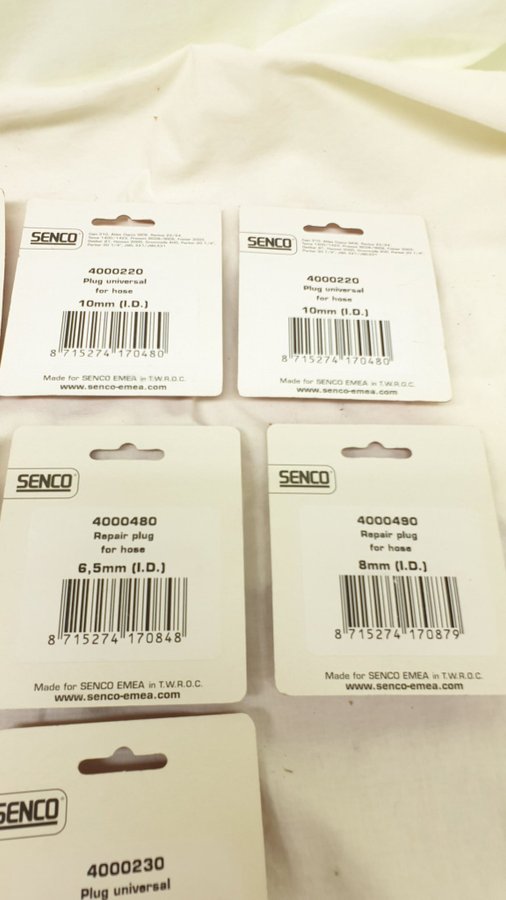 SENCO
4000220
Plug universal
for hose
10mm (I.D.)
8 715274 170480
Made for SENCO EMEA in T.W.R.O.C.
www.senco-emea.com
SENCO
4000220
Plug universal
for hose
10mm (I.D.)
8 715274 170480
Made for SENCO EMEA in T.W.R.O.C.
www.senco-emea.com
SENCO
4000480
Repair plug
for hose
6,5mm (I.D.)
8 715274 170848
Made for SENCO EMEA in T.W.R.O.C.
www.senco-emea.com
SENCO
4000490
Repair plug
for hose
8mm (I.D.)
8 715274 170879
Made for SENCO EMEA in T.W.R.O.C.
www.senco-emea.com
SENCO
4000230
Plug universal